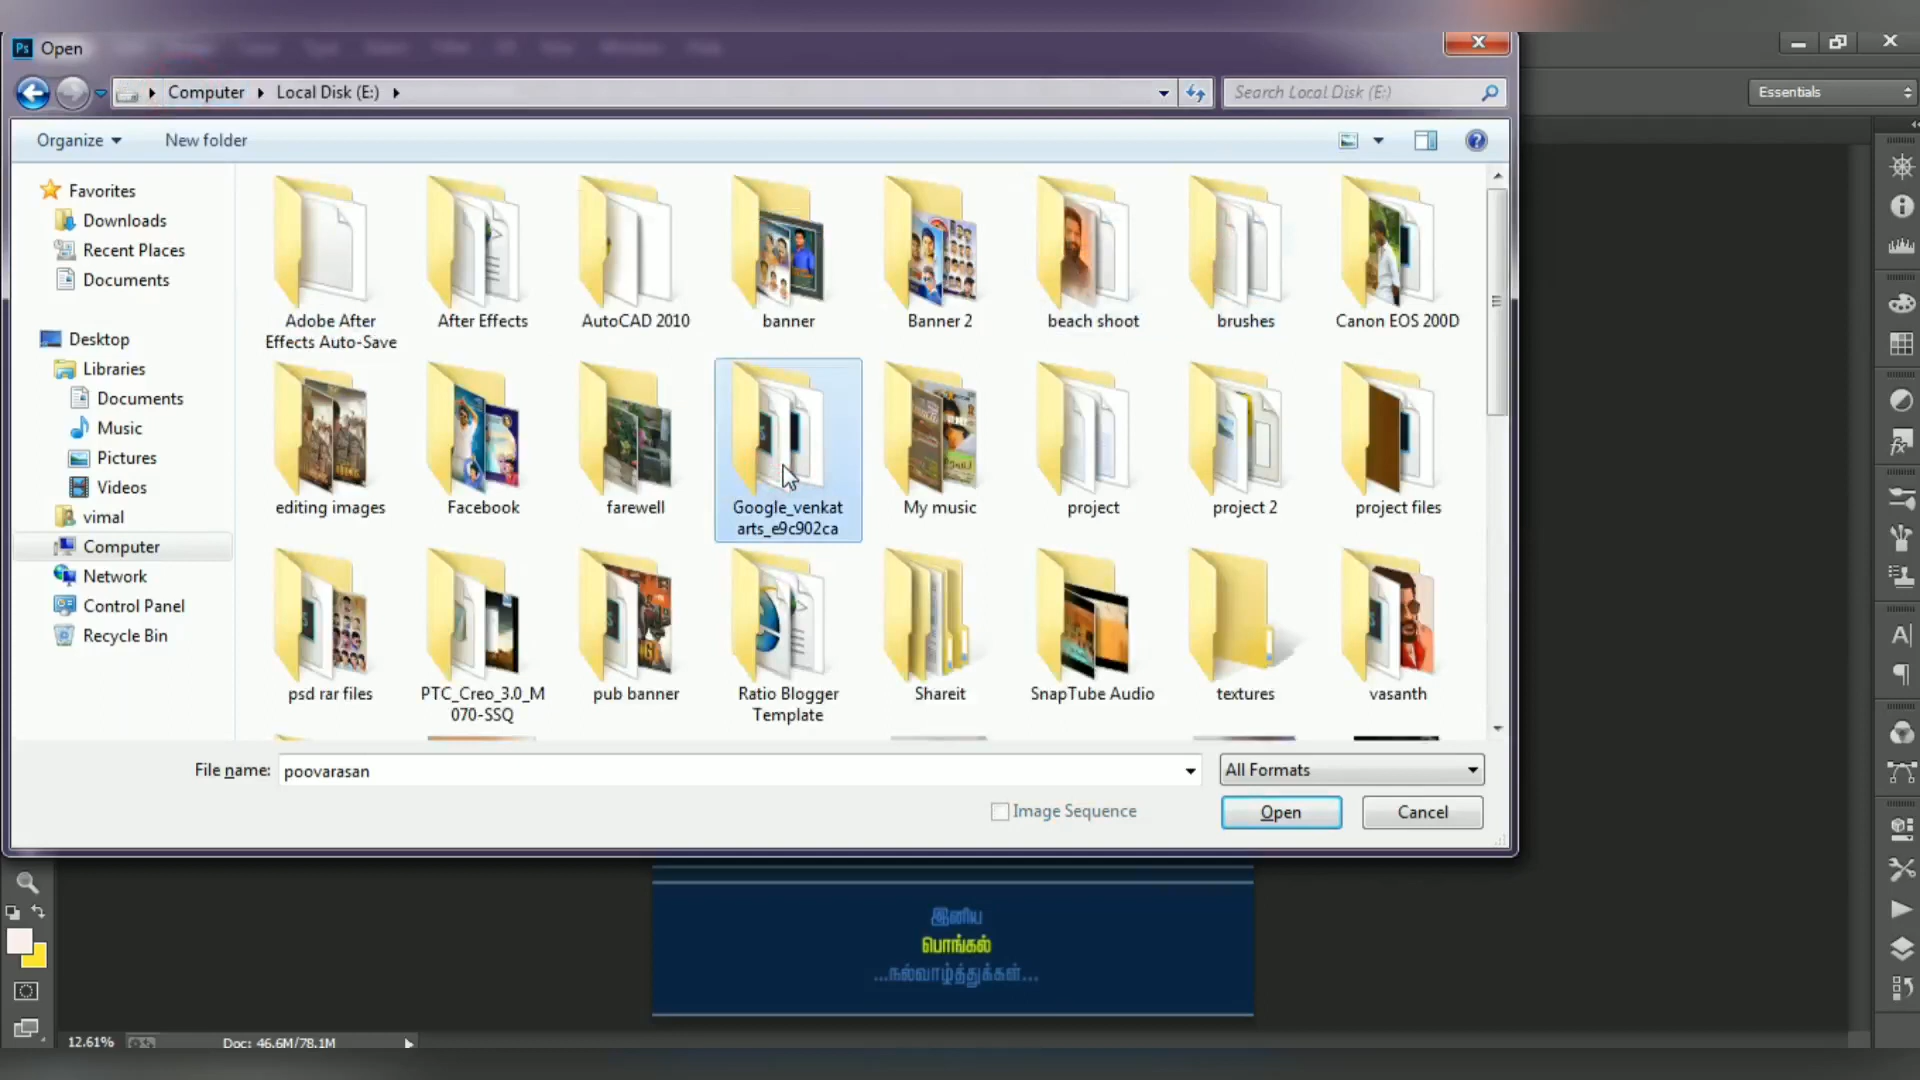 Open
Computer
Local Disk (E:)
Search Local Disk (E:)
Essentials
Organize
New folder
Favorites
Downloads
Recent Places
Documents
Desktop
Libraries
Documents
Music
Pictures
Videos
vimal
Computer
Network
Control Panel
Recycle Bin
Adobe After
Effects Auto-Save
After Effects
AutoCAD 2010
banner
Banner 2
beach shoot
brushes
Canon EOS 200D
editing images
Facebook
farewell
Google_venkat
arts_e9c902ca
My music
project
project 2
project files
psd rar files
PTC_Creo_3.0_M
070-SSQ
pub banner
Ratio Blogger
Template
Shareit
SnapTube Audio
textures
vasanth
File name:
poovarasan
All Formats
Image Sequence
Open
Cancel
இனிய
பொங்கல்
...நல்வாழ்த்துக்கள்...
12.61%
Doc: 46.6M/78.1M